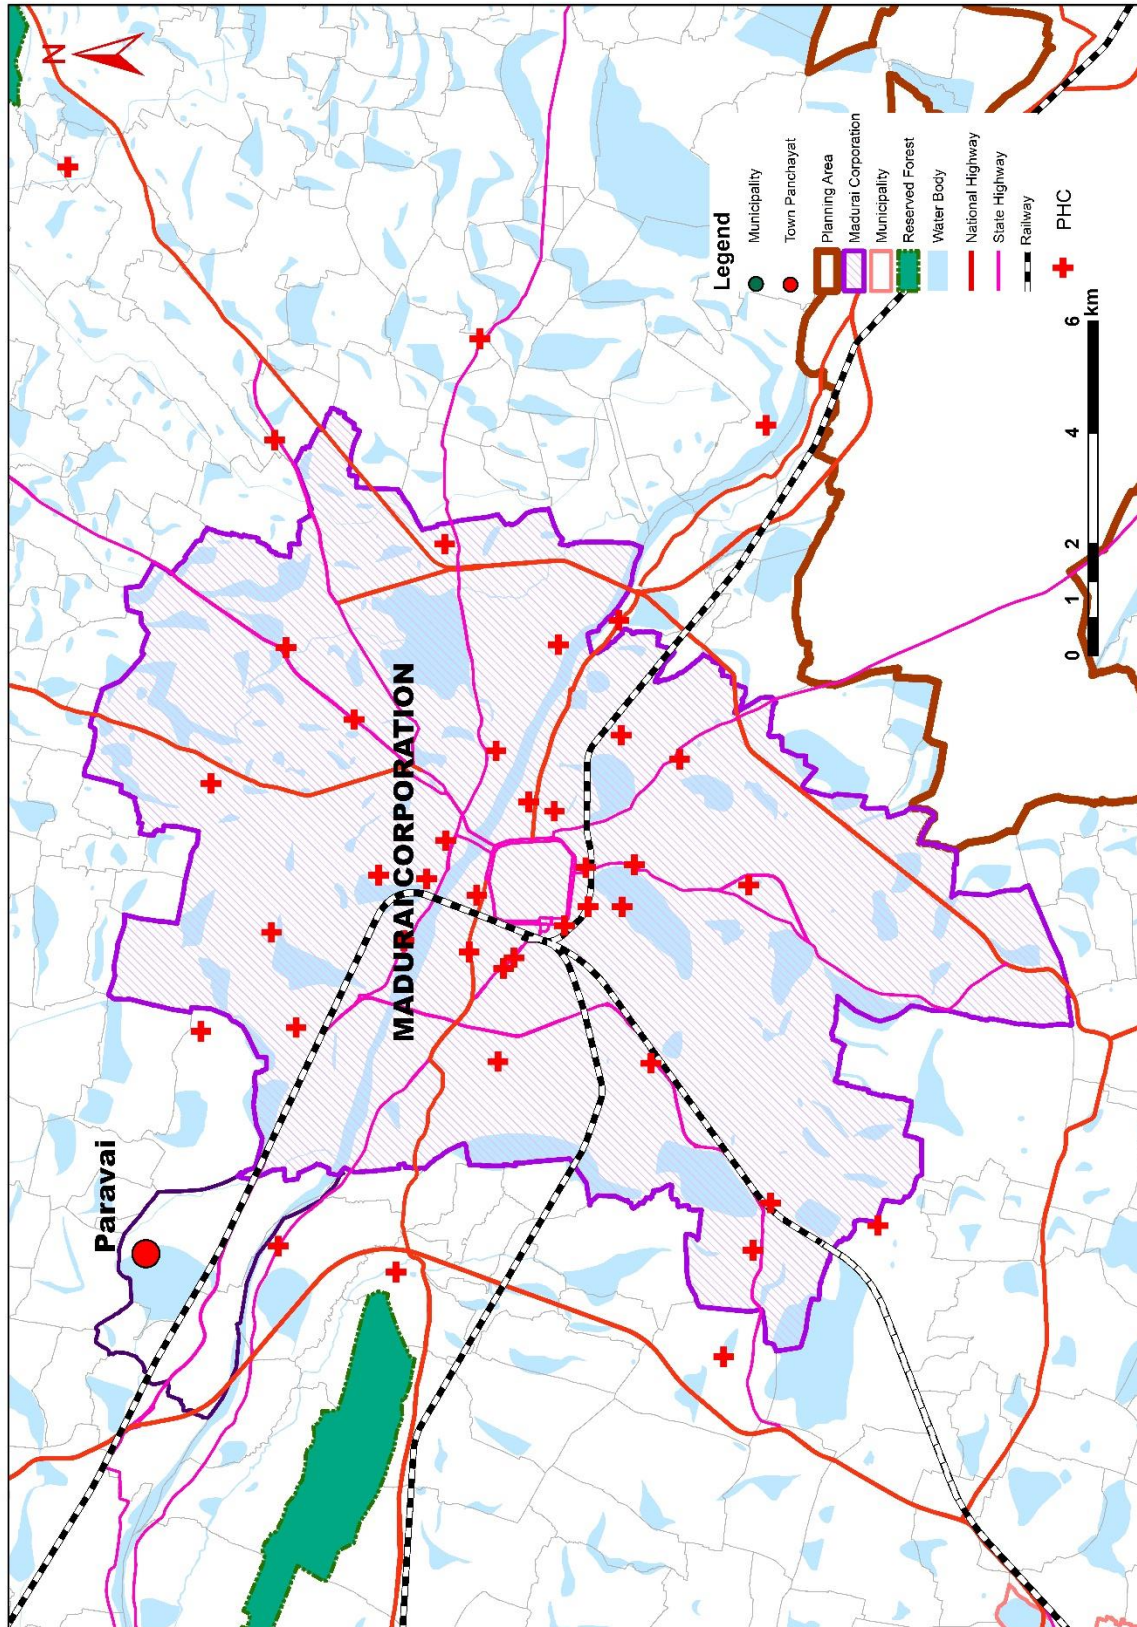 N
Paravai
MADURAI CORPORATION
Legend
Municipality
Town Panchayat
Planning Area
Madurai Corporation
Municipality
Reserved Forest
Water Body
National Highway
State Highway
Railway
PHC
0 1 2 4 6
km